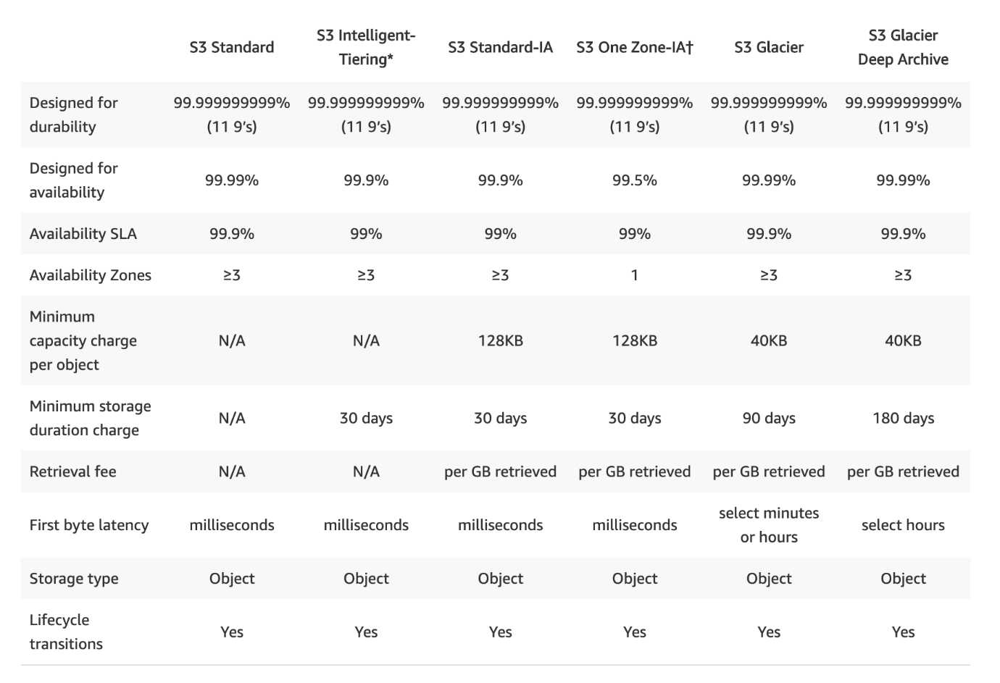 S3 Standard S3 Intelligent- S3 Standard-IA S3 One Zone-IA† S3 Glacier S3 Glacier
Tiering* Deep Archive
Designed for 99.999999999% 99.999999999% 99.999999999% 99.999999999% 99.999999999% 99.999999999%
durability (11 9’s) (11 9’s) (11 9’s) (11 9’s) (11 9’s) (11 9’s)
Designed for
availability 99.99% 99.9% 99.9% 99.5% 99.99% 99.99%
Availability SLA 99.9% 99% 99% 99% 99.9% 99.9%
Availability Zones ≥3 ≥3 ≥3 1 ≥3 ≥3
Minimum
capacity charge N/A N/A 128KB 128KB 40KB 40KB
per object
Minimum storage
duration charge N/A 30 days 30 days 30 days 90 days 180 days
Retrieval fee N/A N/A per GB retrieved per GB retrieved per GB retrieved per GB retrieved
First byte latency milliseconds milliseconds milliseconds milliseconds select minutes select hours
or hours
Storage type Object Object Object Object Object Object
Lifecycle
transitions Yes Yes Yes Yes Yes Yes